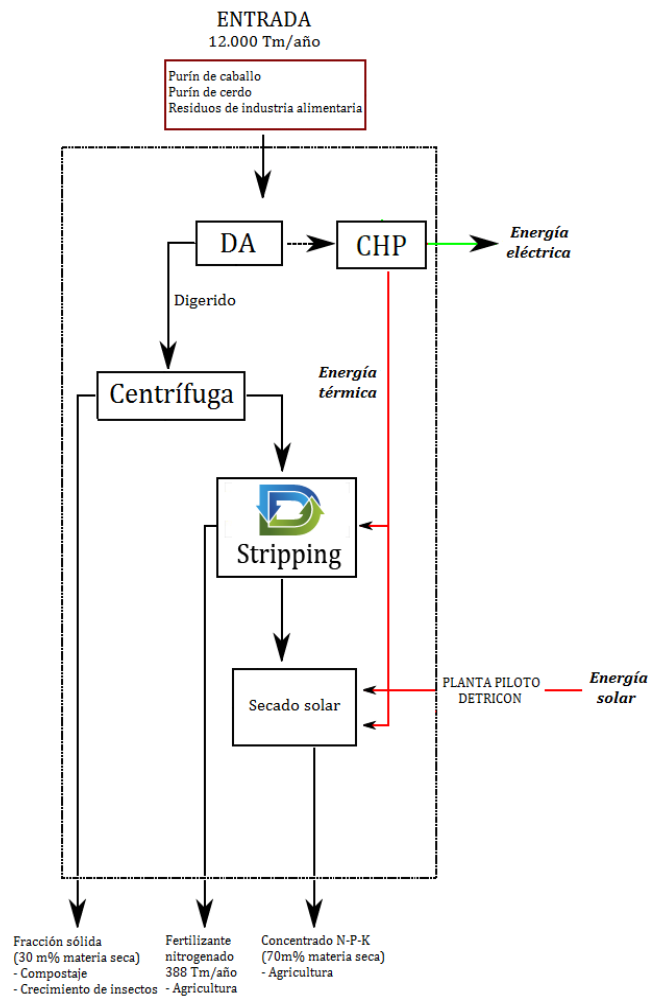 ENTRADA
12.000 Tm/año
Purín de caballo
Purín de cerdo
Residuos de industria alimentaria
DA
CHP
Energía
eléctrica
Digerido
Energía
térmica
Centrífuga
Stripping
Secado solar
PLANTA PILOTO
DETRICON
Energía
solar
Fracción sólida
(30 m% materia seca)
- Compostaje
- Crecimiento de insectos
Fertilizante
nitrogenado
388 Tm/año
- Agricultura
Concentrado N-P-K
(70m% materia seca)
- Agricultura